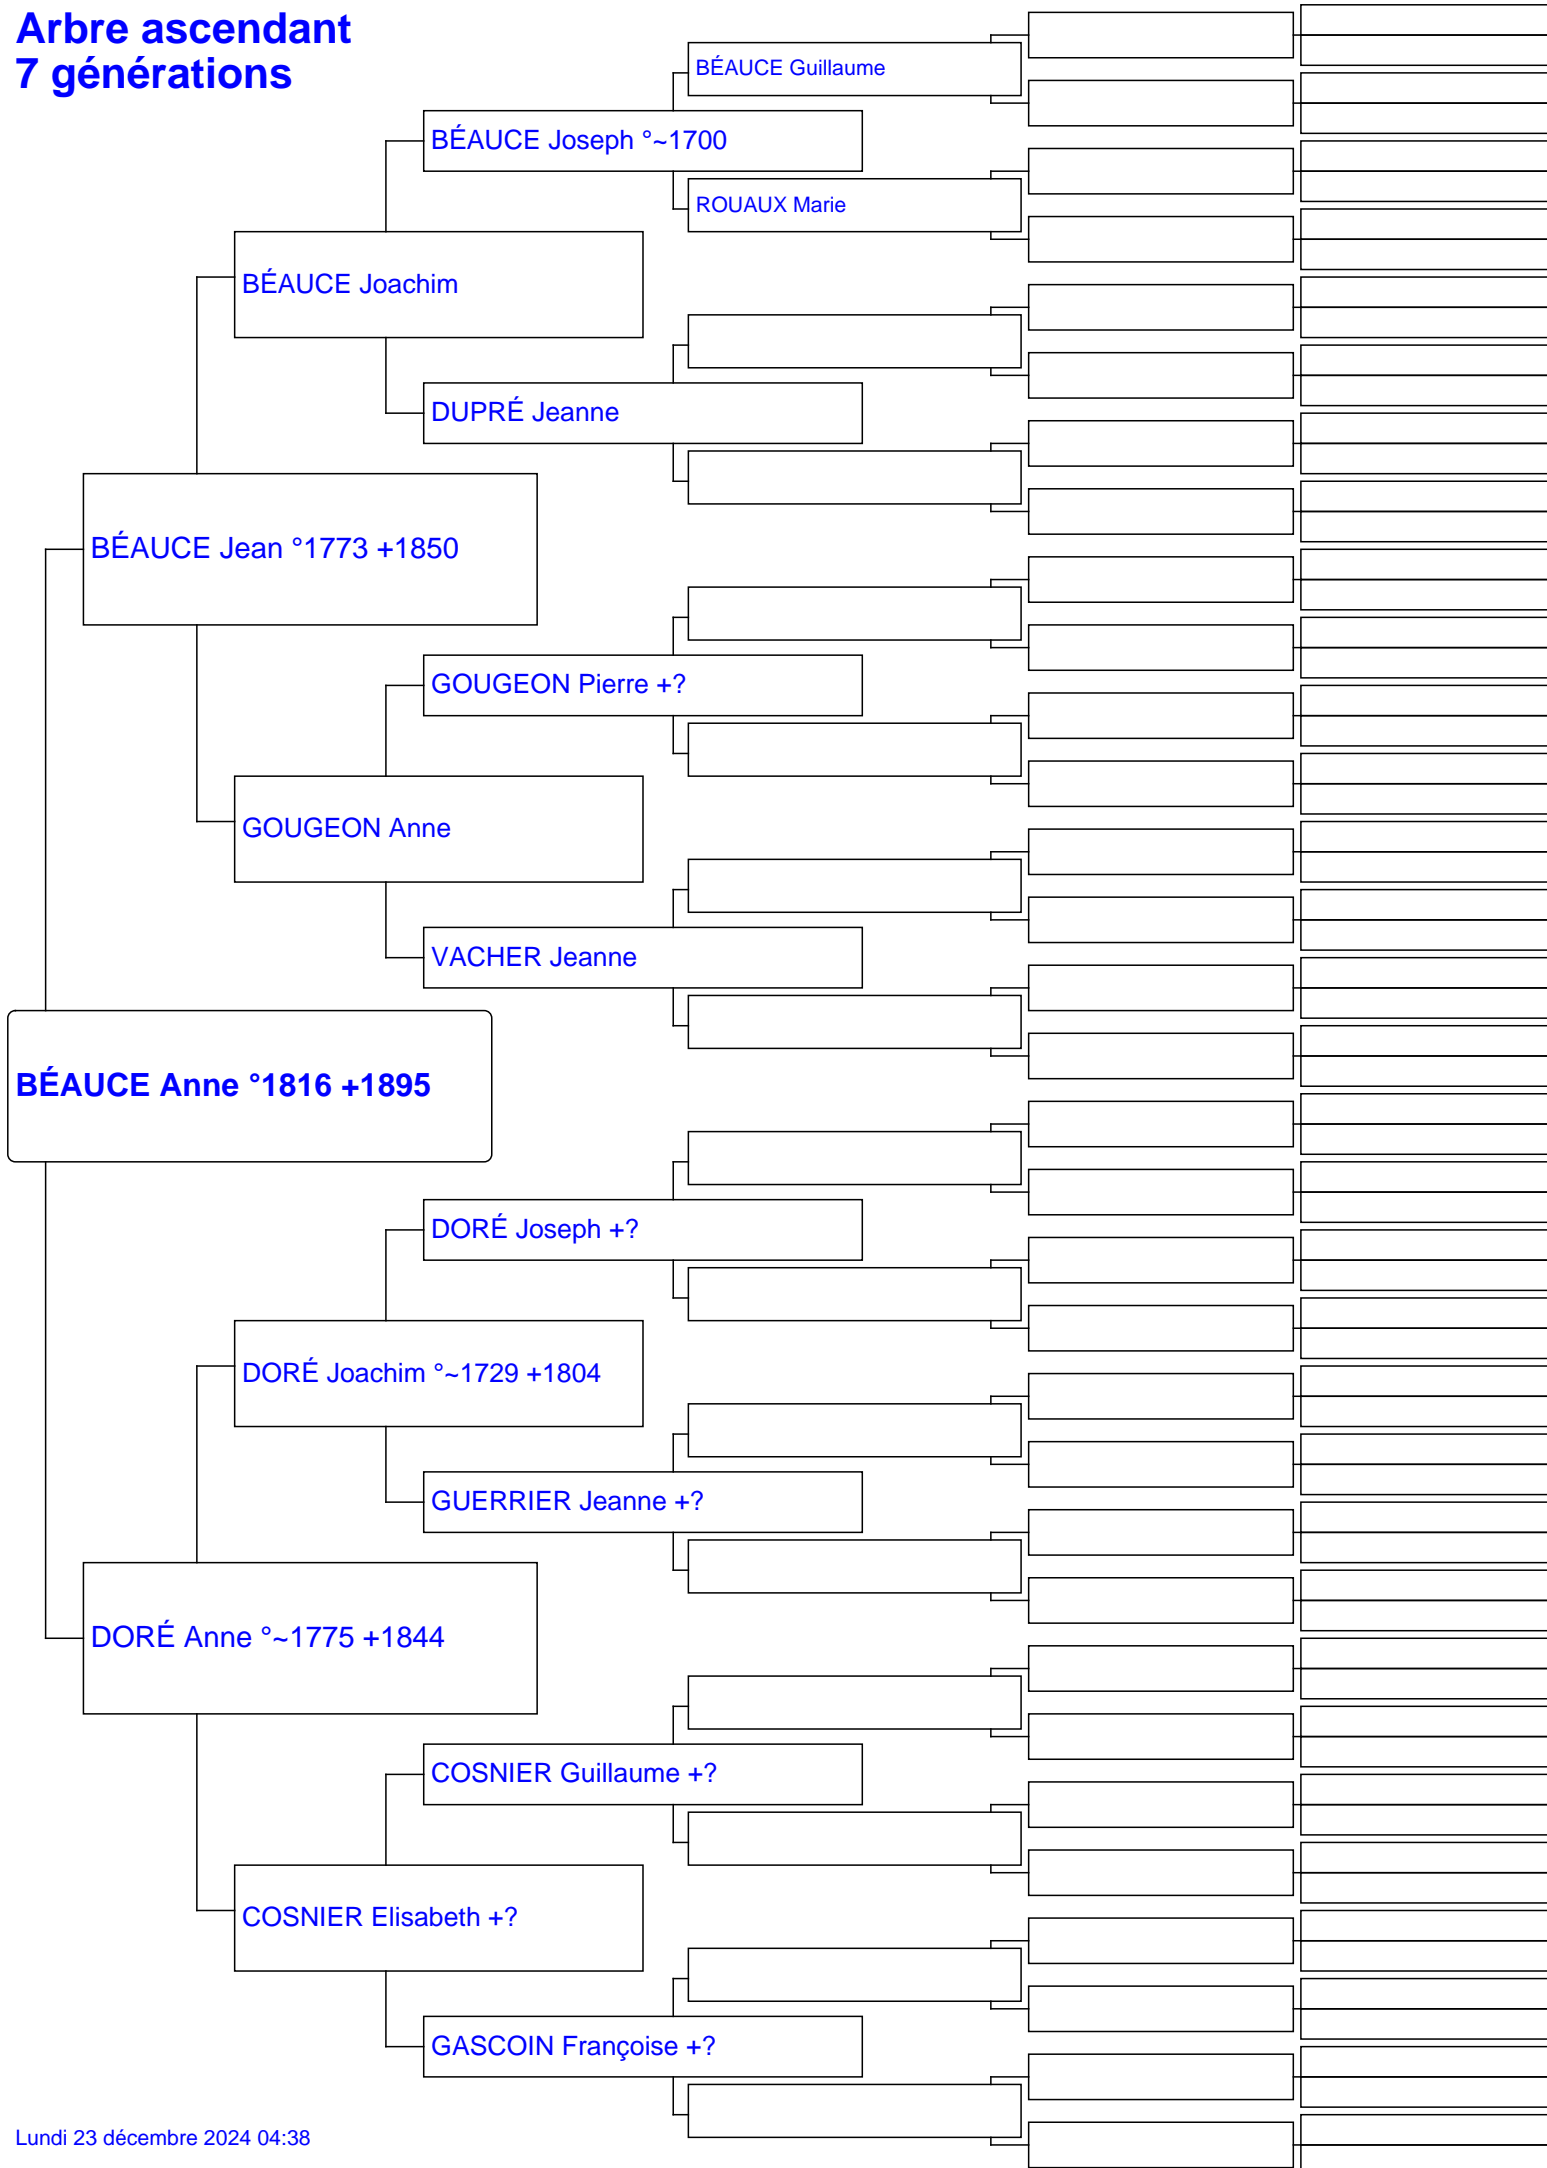 Arbre ascendant
7 générations
BÉAUCE Guillaume
BÉAUCE Joseph °~1700
ROUAUX Marie
BÉAUCE Joachim
DUPRÉ Jeanne
BÉAUCE Jean °1773 +1850
GOUGEON Pierre +?
GOUGEON Anne
VACHER Jeanne
BÉAUCE Anne °1816 +1895
DORÉ Joseph +?
DORÉ Joachim °~1729 +1804
GUERRIER Jeanne +?
DORÉ Anne °~1775 +1844
COSNIER Guillaume +?
COSNIER Elisabeth +?
GASCOIN Françoise +?
Lundi 23 décembre 2024 04:38